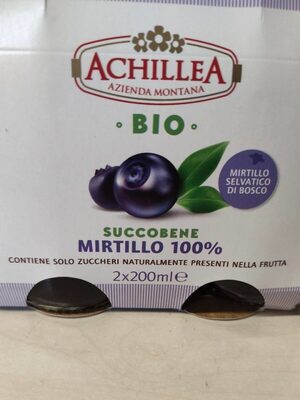 ACHILLEA
AZIENDA MONTANA
• BIO •
MIRTILLO
SELVATICO
DI BOSCO
SUCCOBENE
MIRTILLO 100%
CONTIENE SOLO ZUCCHERI NATURALMENTE PRESENTI NELLA FRUTTA
2x200ml℮